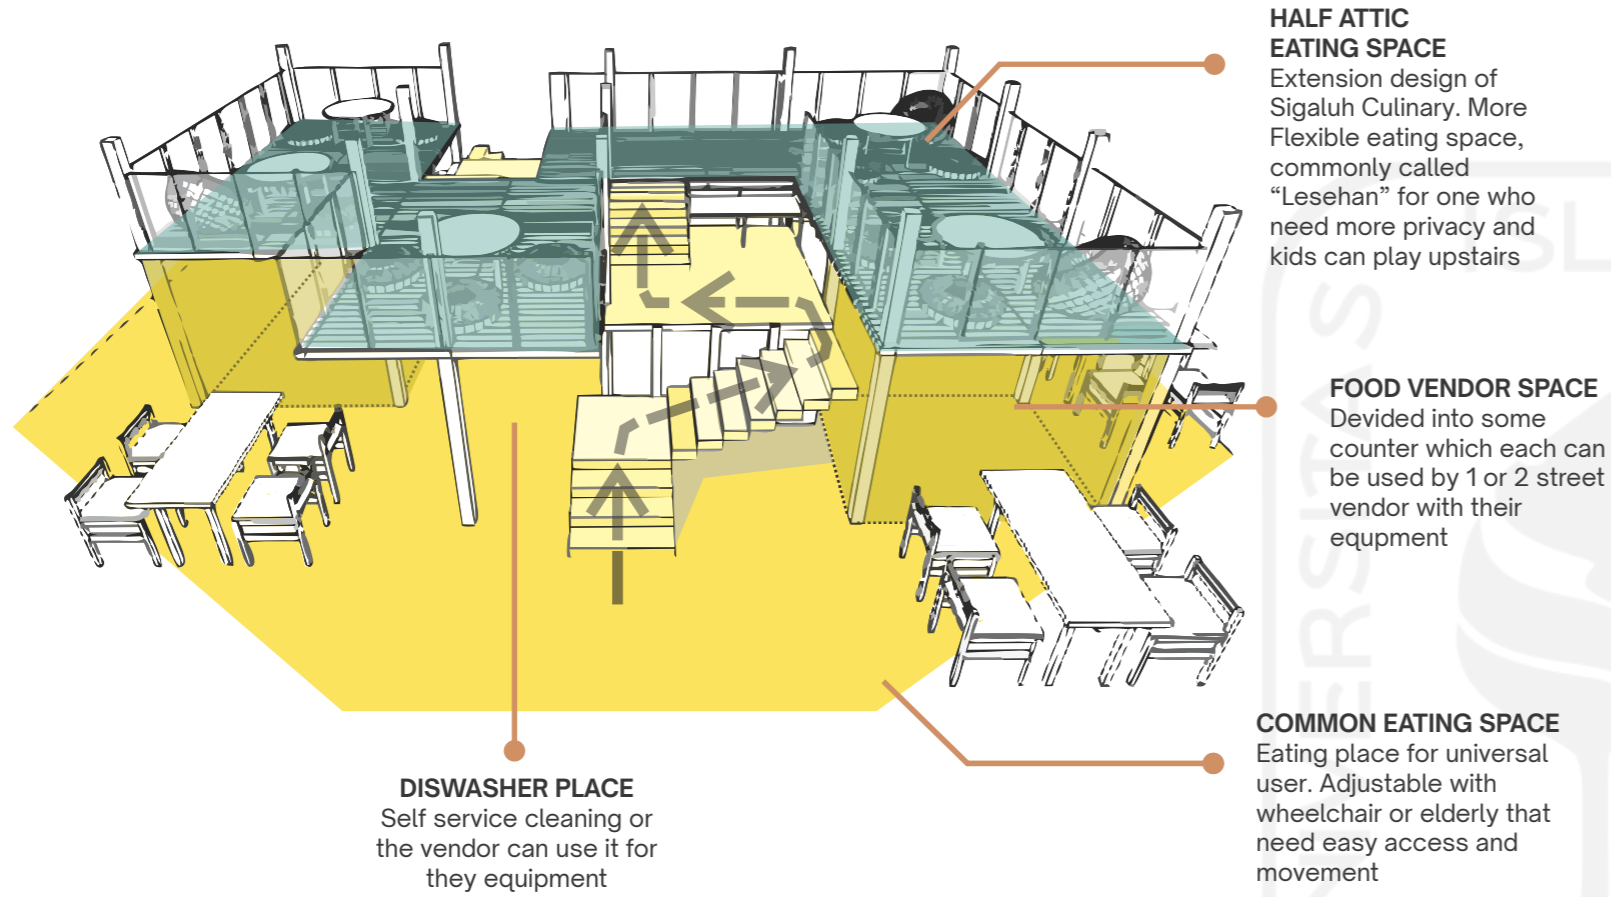 HALF ATTIC
EATING SPACE
Extension design of
Sigaluh Culinary. More
Flexible eating space,
commonly called
“Lesehan” for one who
need more privacy and
kids can play upstairs
FOOD VENDOR SPACE
Devided into some
counter which each can
be used by 1 or 2 street
vendor with their
equpment
COMMON EATING SPACE
Eating place for universal
user. Adjustable with
wheelchair or elderly that
need easy access and
movement
DISWASHER PLACE
Self service cleaning or
the vendor can use it for
they equipment